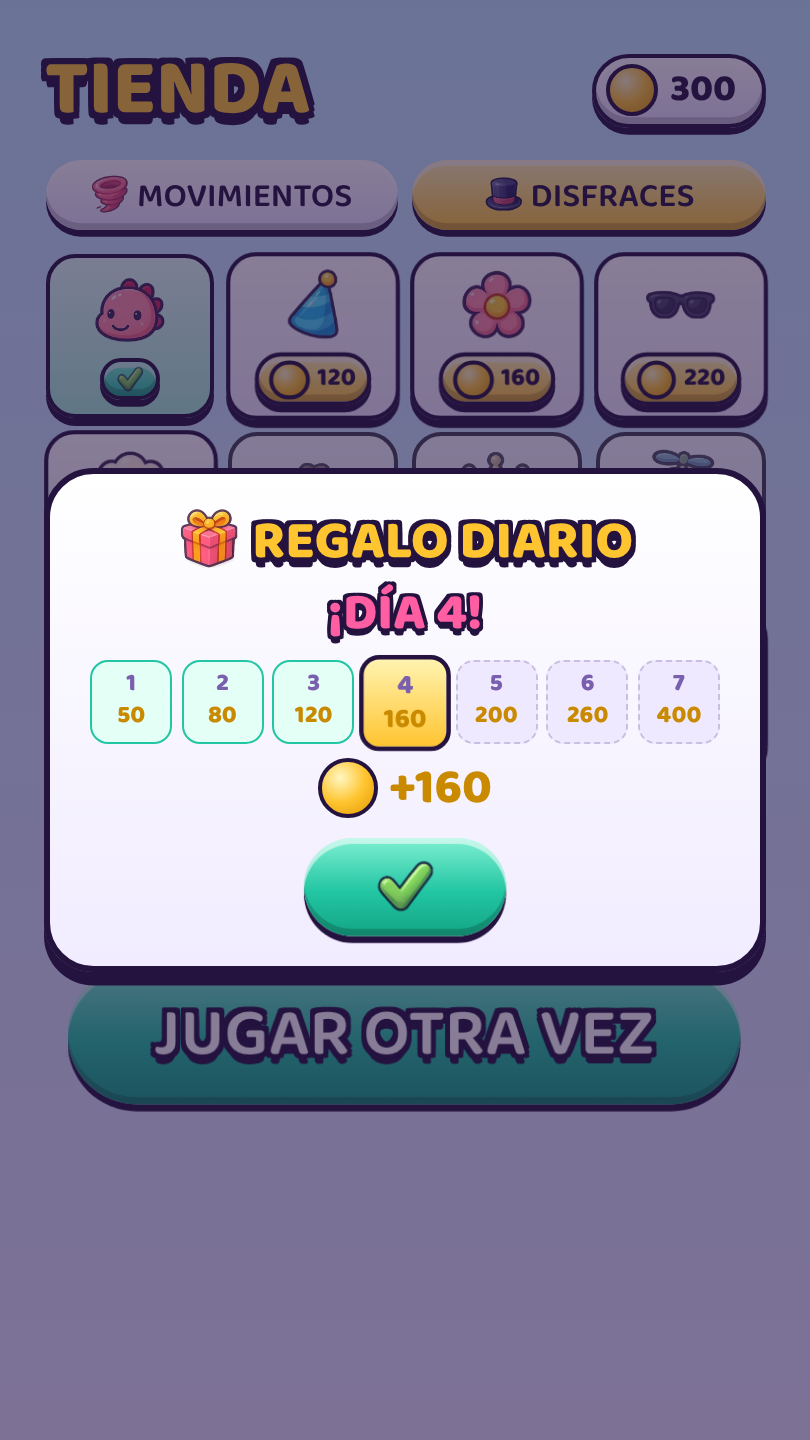 TIENDA
300
MOVIMIENTOS
DISFRACES
120
160
220
REGALO DIARIO
¡DÍA 4!
1 2 3 4 5 6 7
50 80 120 160 200 260 400
+160
JUGAR OTRA VEZ